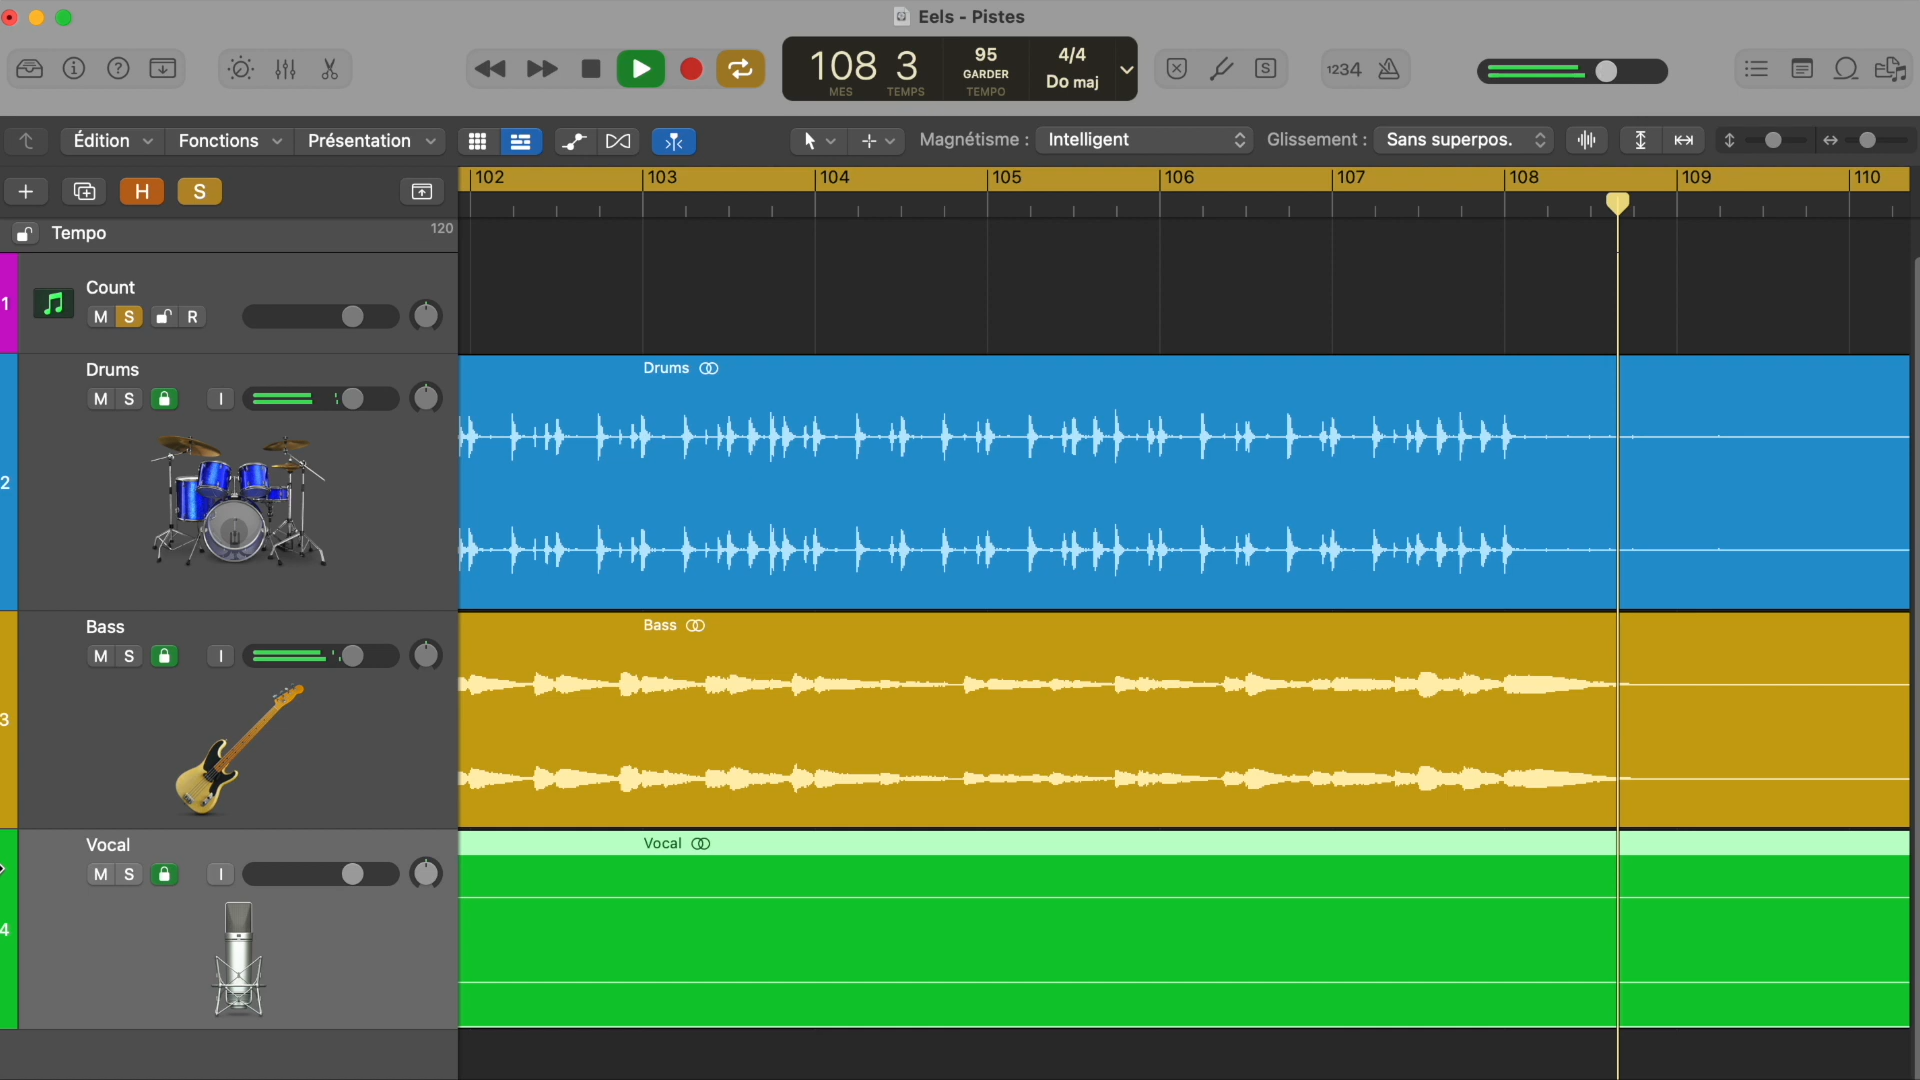 Eels - Pistes
108 3
MES TEMPS
95
GARDER
TEMPO
4/4
Do maj
1234
Édition
Fonctions
Présentation
Magnétisme : Intelligent
Glissement : Sans superpos.
H
S
102 103 104 105 106 107 108 109 110
Tempo
120
1
Count
M S R
2
Drums
M S I
Drums
3
Bass
M S I
Bass
4
Vocal
M S I
Vocal